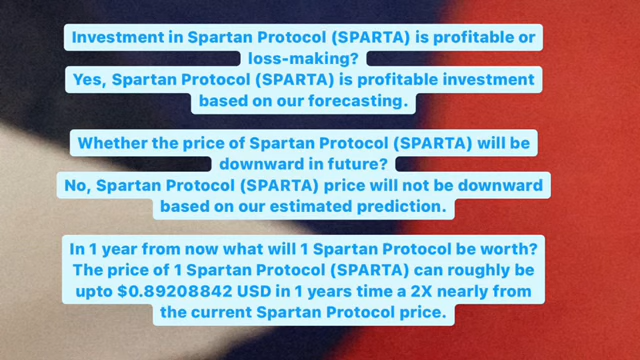 Investment in Spartan Protocol (SPARTA) is profitable or
loss-making?
Yes, Spartan Protocol (SPARTA) is profitable investment
based on our forecasting.
Whether the price of Spartan Protocol (SPARTA) will be
downward in future?
No, Spartan Protocol (SPARTA) price will not be downward
based on our estimated prediction.
In 1 year from now what will 1 Spartan Protocol be worth?
The price of 1 Spartan Protocol (SPARTA) can roughly be
upto $0.89208842 USD in 1 years time a 2X nearly from
the current Spartan Protocol price.